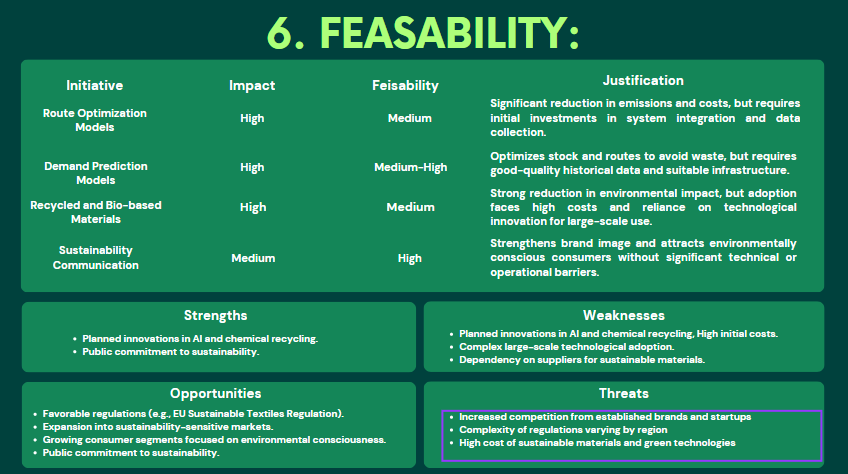 6. FEASABILITY:
Initiative
Impact
Feisability
Justification
Route Optimization
Models
High
Medium
Significant reduction in emissions and costs, but requires
initial investments in system integration and data
collection.
Demand Prediction
Models
High
Medium-High
Optimizes stock and routes to avoid waste, but requires
good-quality historical data and suitable infrastructure.
Recycled and Bio-based
Materials
High
Medium
Strong reduction in environmental impact, but adoption
faces high costs and reliance on technological
innovation for large-scale use.
Sustainability
Communication
Medium
High
Strengthens brand image and attracts environmentally
conscious consumers without significant technical or
operational barriers.
Strengths
• Planned innovations in AI and chemical recycling.
• Public commitment to sustainability.
Weaknesses
• Planned innovations in AI and chemical recycling, High initial costs.
• Complex large-scale technological adoption.
• Dependency on suppliers for sustainable materials.
Opportunities
• Favorable regulations (e.g., EU Sustainable Textiles Regulation).
• Expansion into sustainability-sensitive markets.
• Growing consumer segments focused on environmental consciousness.
• Public commitment to sustainability.
Threats
• Increased competition from established brands and startups
• Complexity of regulations varying by region
• High cost of sustainable materials and green technologies